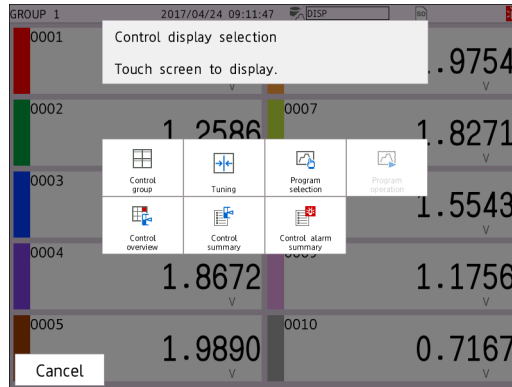 GROUP 1 2017/04/24 09:11:47 DISP SD
Control display selection
Touch screen to display.
0001
.9754
V V
0002 0007
1.2586 .8271
V
Control group
Tuning
Program selection
Program operation
0003
1.5543
V
Control overview
Control summary
Control alarm summary
0004
1.8672 1.1756
V V
0005 0010
1.9890 0.7167
V V
Cancel